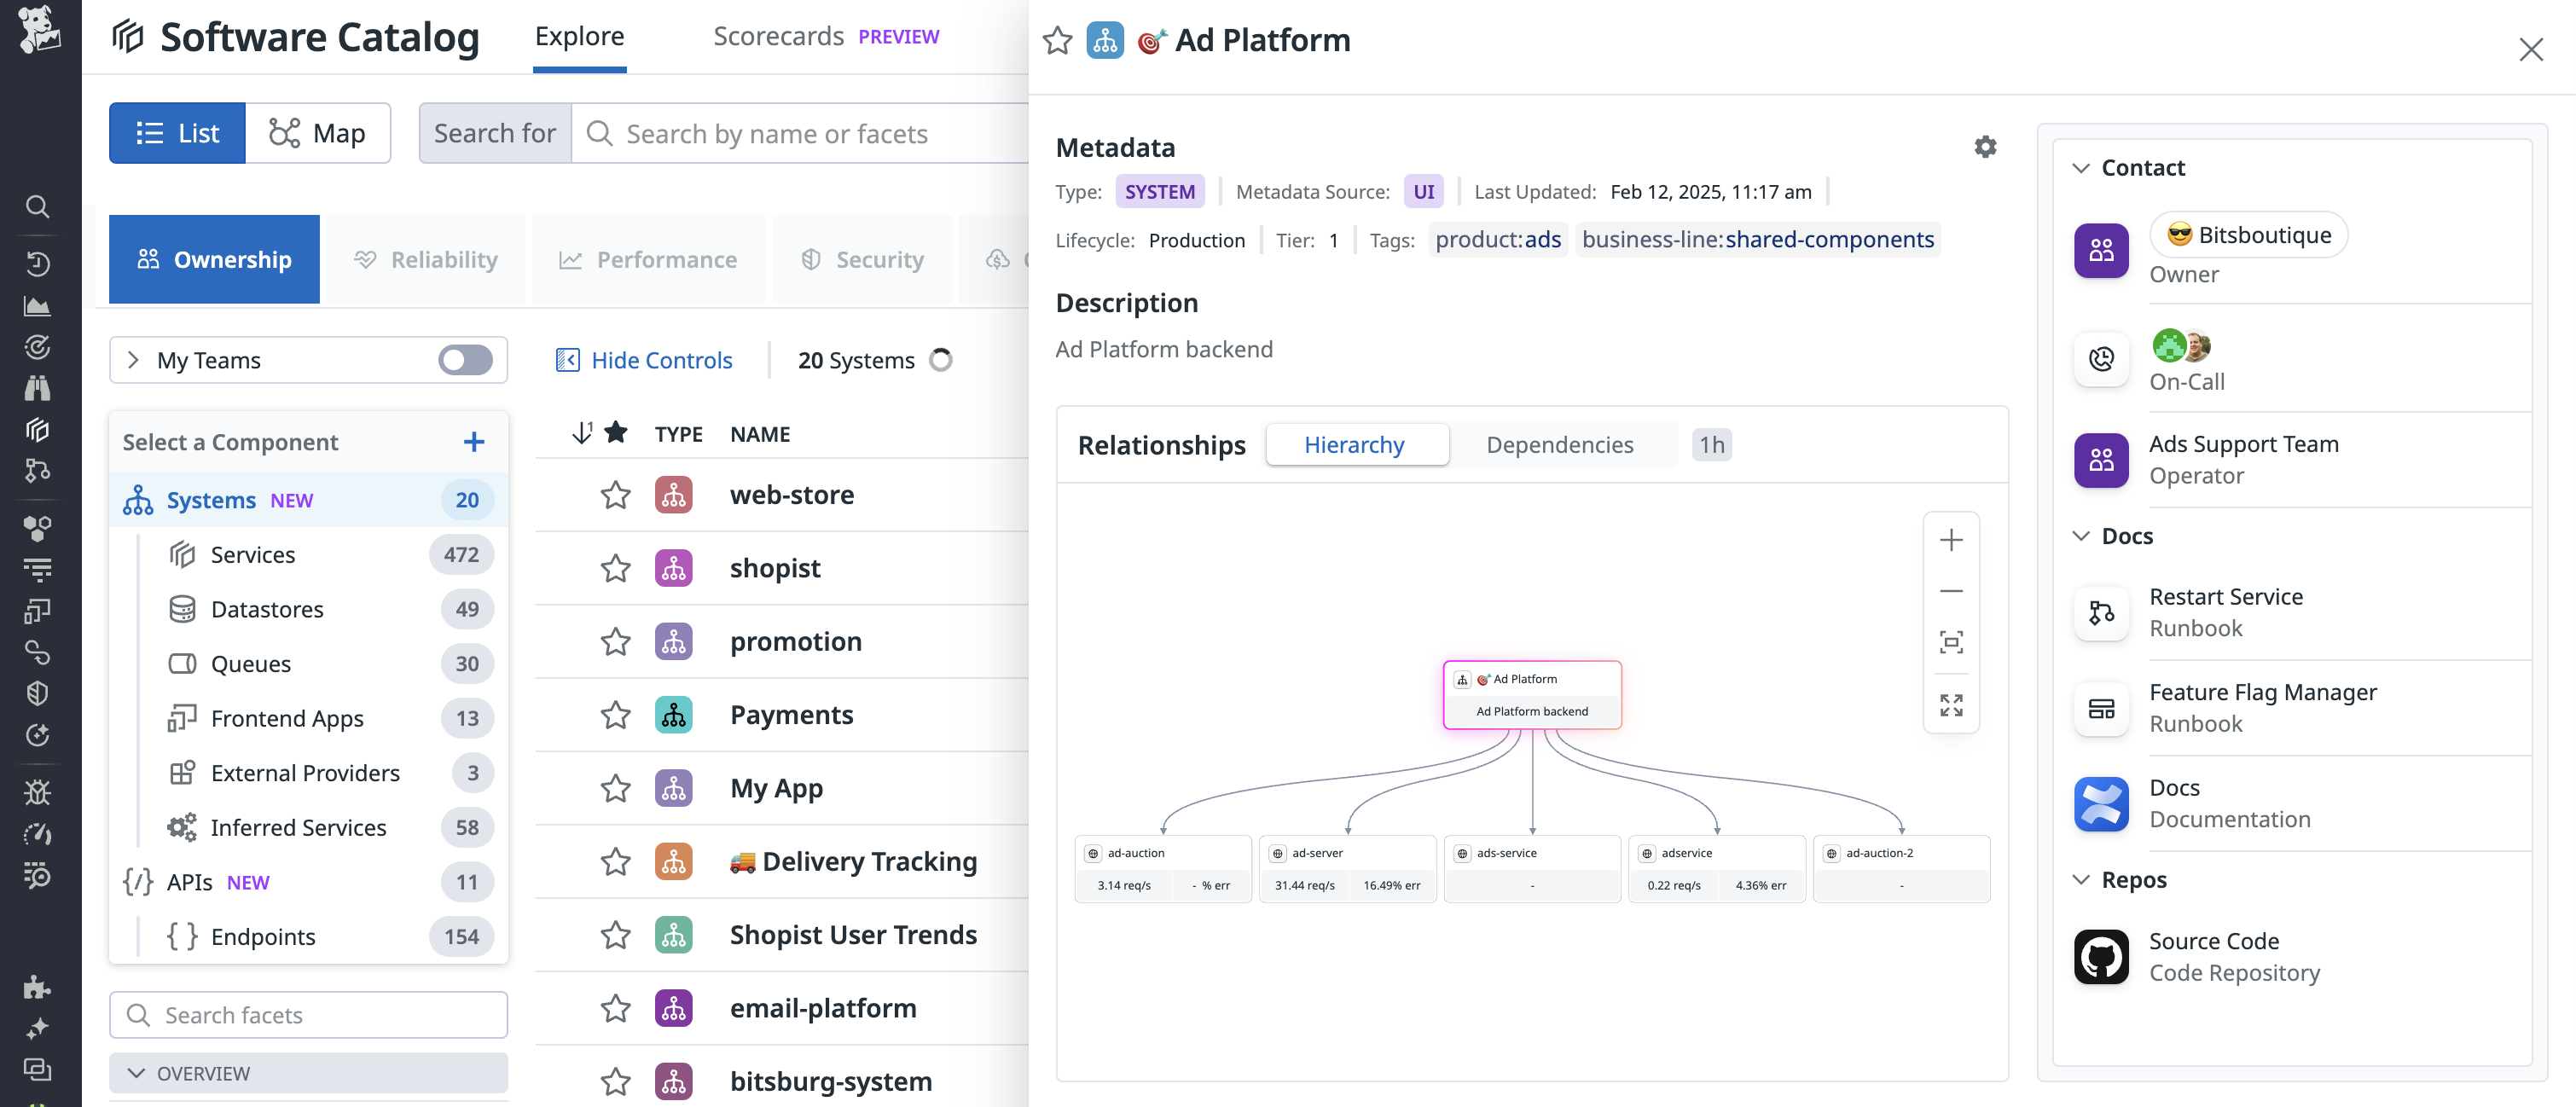 Software Catalog
Explore
Scorecards PREVIEW
List
Map
Search for
Search by name or facets
Ownership
Reliability
Performance
Security
My Teams
Hide Controls
20 Systems
Select a Component
Systems NEW 20
Services 472
Datastores 49
Queues 30
Frontend Apps 13
External Providers 3
Inferred Services 58
APIs NEW 11
Endpoints 154
Search facets
OVERVIEW
1
TYPE NAME
web-store
shopist
promotion
Payments
My App
Delivery Tracking
Shopist User Trends
email-platform
bitsburg-system
Ad Platform
Metadata
Type: SYSTEM Metadata Source: UI Last Updated: Feb 12, 2025, 11:17 am
Lifecycle: Production Tier: 1 Tags: product:ads business-line:shared-components
Description
Ad Platform backend
Relationships Hierarchy Dependencies 1h
Ad Platform
Ad Platform backend
ad-auction
3.14 req/s - % err
ad-server
31.44 req/s 16.49% err
ads-service
-
adservice
0.22 req/s 4.36% err
ad-auction-2
-
Contact
Bitsboutique
Owner
On-Call
Ads Support Team
Operator
Docs
Restart Service
Runbook
Feature Flag Manager
Runbook
Docs
Documentation
Repos
Source Code
Code Repository